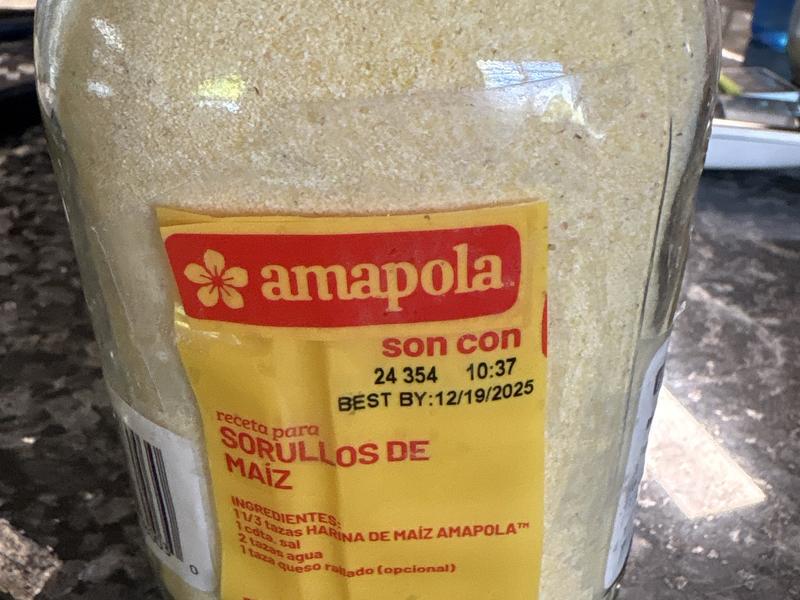 amapola
son con
24 354 10:37
BEST BY:12/19/2025
receta para
SORULLOS DE
MAÍZ
INGREDIENTES:
1 1/3 tazas HARINA DE MAÍZ AMAPOLA™
1 cdta. sal
2 tazas agua
1 taza queso rallado (opcional)
0